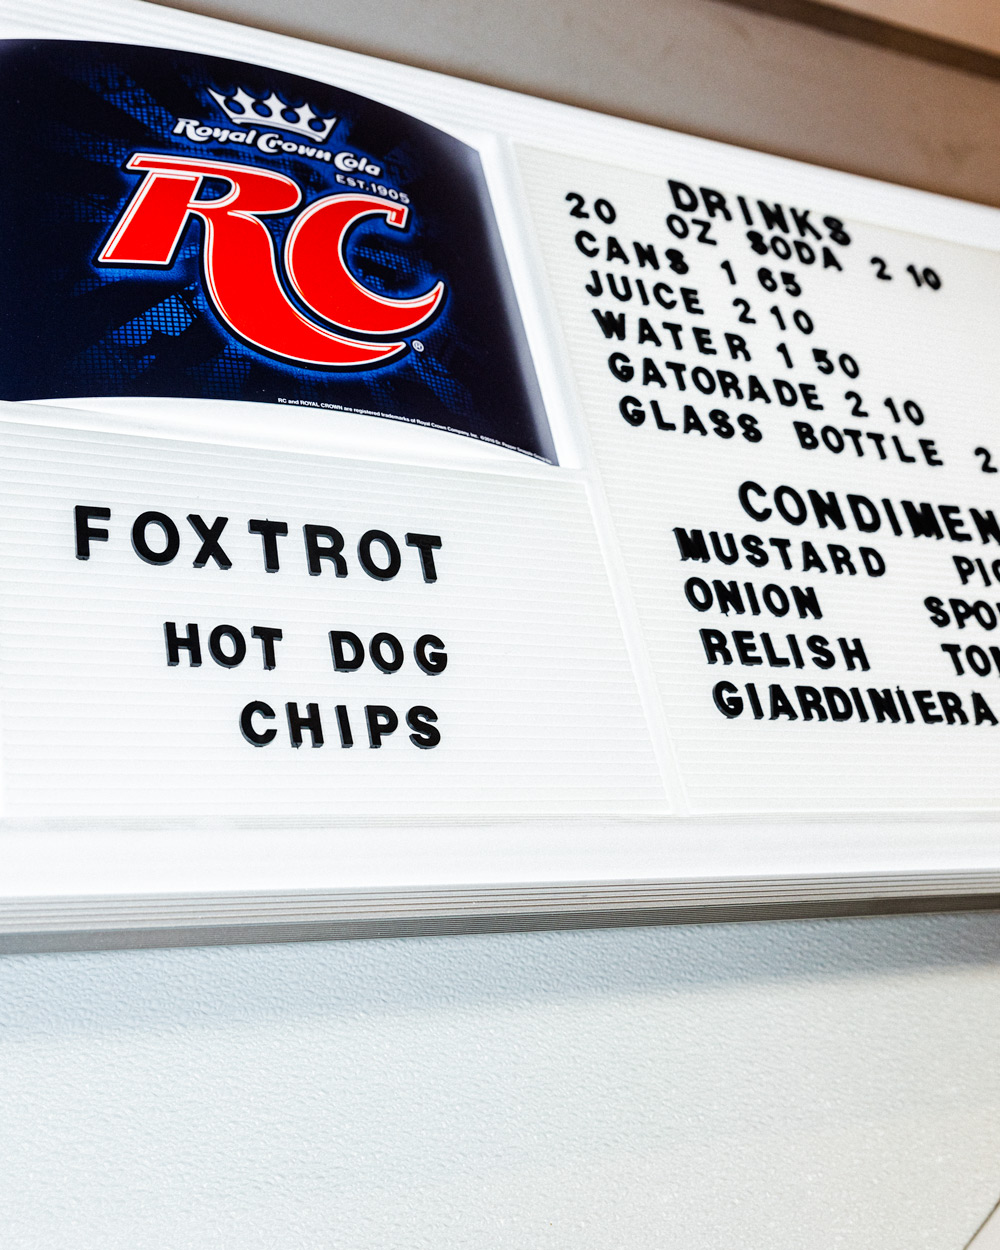 Royal Crown Cola
EST. 1905
RC
®
RC and ROYAL CROWN are registered trademarks of Royal Crown Company, Inc.
FOXTROT
HOT DOG
CHIPS
DRINKS
20 OZ SODA 2 10
CANS 1 65
JUICE 2 10
WATER 1 50
GATORADE 2 10
GLASS BOTTLE 2
CONDIMEN
MUSTARD
ONION
RELISH
GIARDINIERA